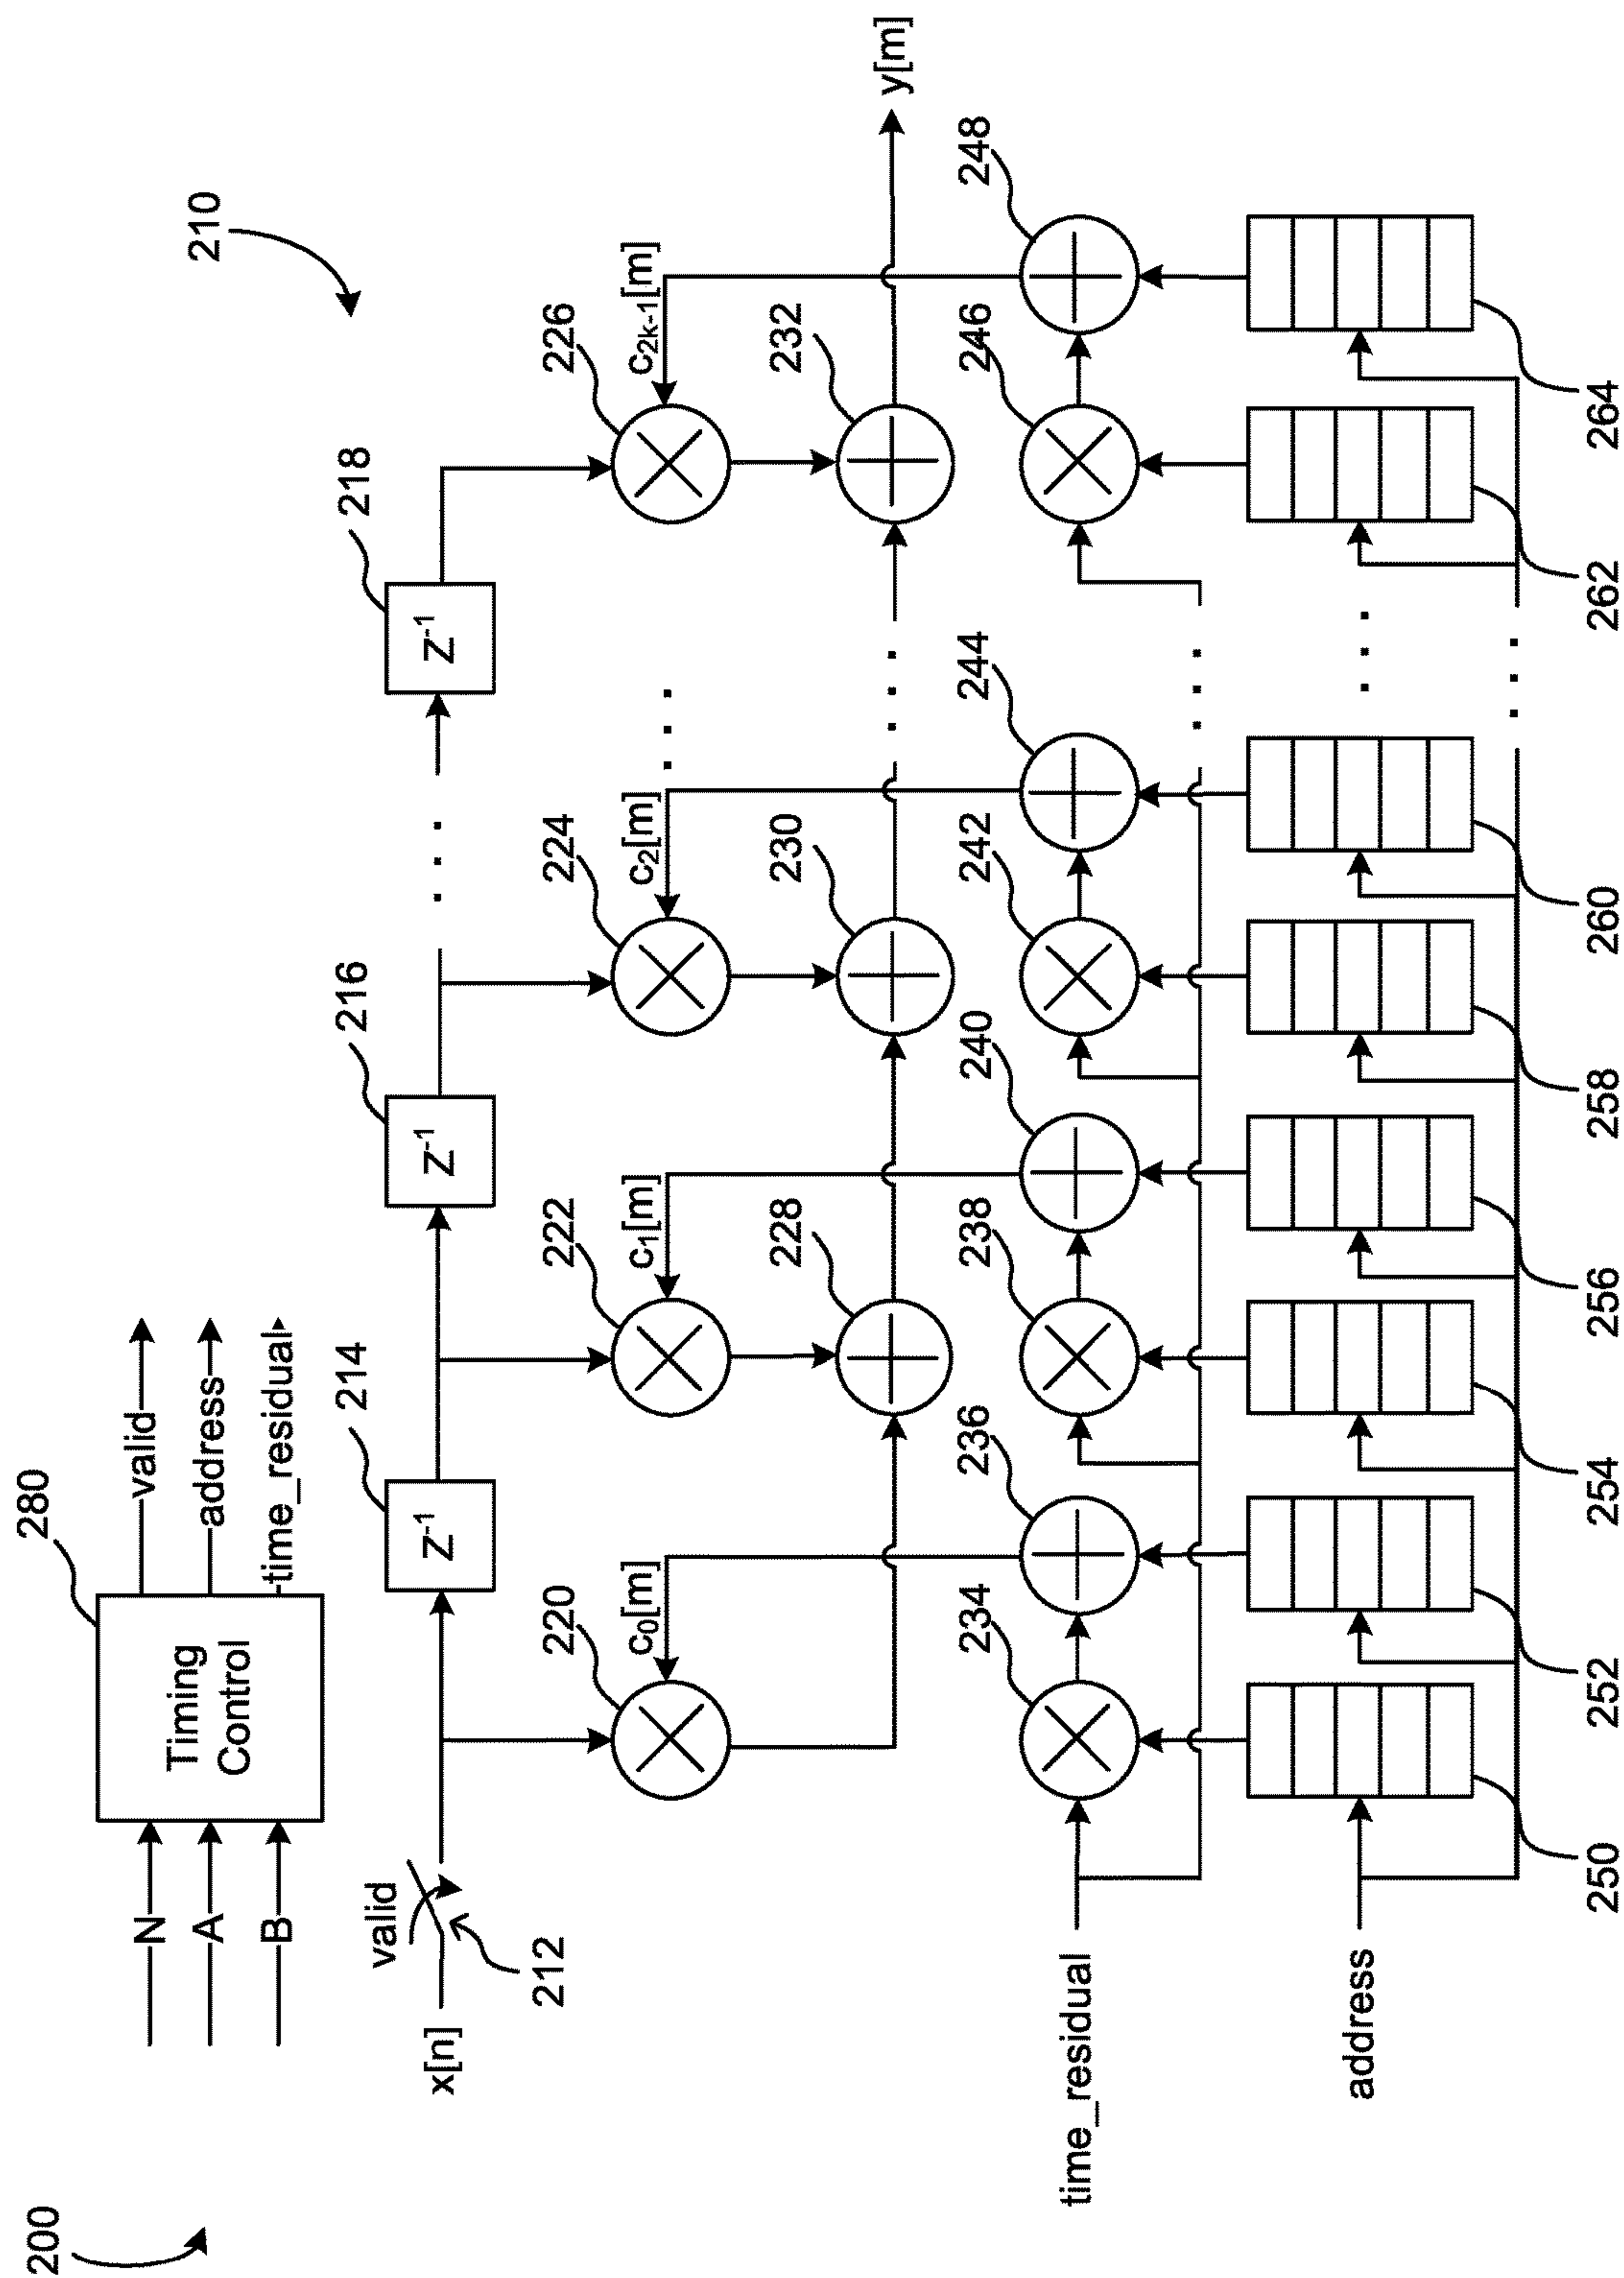 200
280
210
N
A
B
Timing
Control
valid
address
time_residual
valid
x[n]
212
214
216
218
Z⁻¹
Z⁻¹
. . .
Z⁻¹
220
222
224
226
c₀[m]
c₁[m]
c₂[m]
. . .
c₂ₖ₋₁[m]
228
230
232
. . .
y[m]
time_residual
234
236
238
240
242
244
246
248
. . .
address
. . .
. . .
250
252
254
256
258
260
262
264